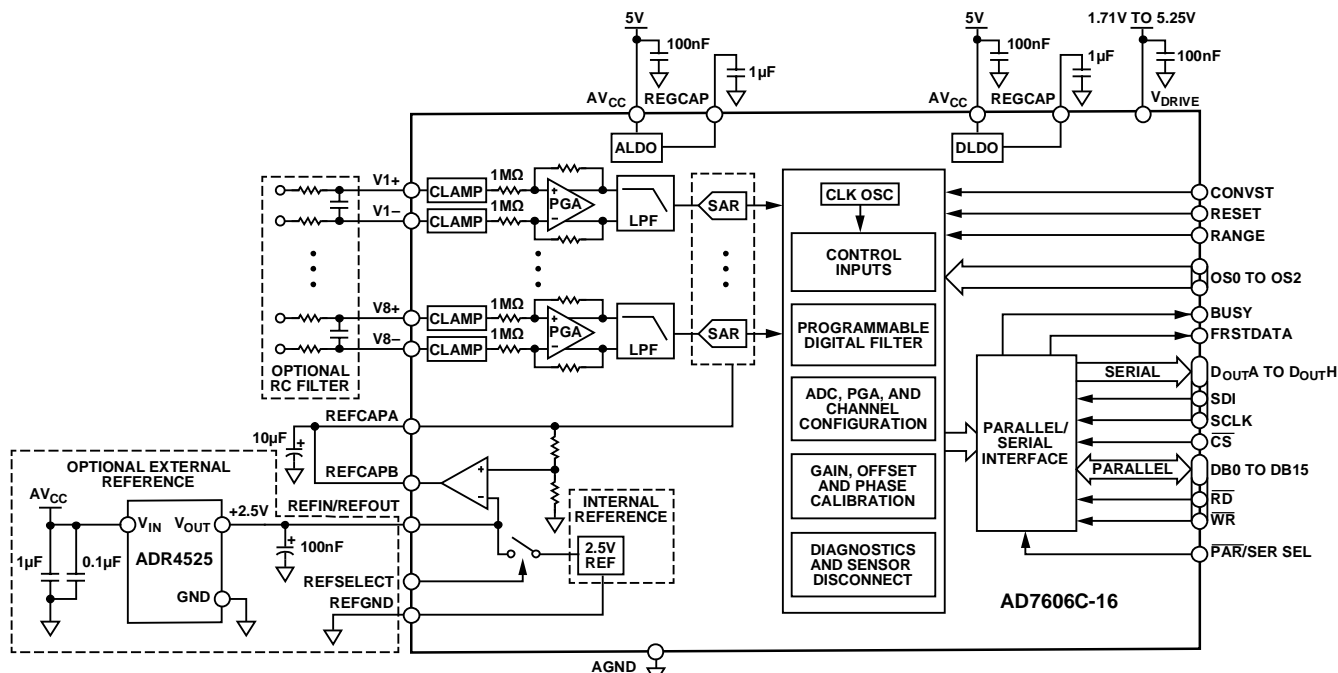 5V
100nF
1µF
AVCC
REGCAP
5V
100nF
1µF
1.71V TO 5.25V
100nF
AVCC
REGCAP
VDRIVE
ALDO
DLDO
V1+
CLAMP
1MΩ
V1−
CLAMP
1MΩ
+
PGA
−
LPF
SAR
V8+
CLAMP
1MΩ
V8−
CLAMP
1MΩ
+
PGA
−
LPF
SAR
OPTIONAL
RC FILTER
CLK OSC
CONTROL
INPUTS
PROGRAMMABLE
DIGITAL FILTER
ADC, PGA, AND
CHANNEL
CONFIGURATION
GAIN, OFFSET
AND PHASE
CALIBRATION
DIAGNOSTICS
AND SENSOR
DISCONNECT
PARALLEL/
SERIAL
INTERFACE
SERIAL
PARALLEL
CONVST
RESET
RANGE
OS0 TO OS2
BUSY
FRSTDATA
DOUTA TO DOUTH
SDI
SCLK
CS
DB0 TO DB15
RD
WR
PAR/SER SEL
REFCAPA
10µF
+
REFCAPB
+
−
OPTIONAL EXTERNAL
REFERENCE
REFIN/REFOUT
AVCC
VIN
VOUT
+2.5V
ADR4525
1µF
0.1µF
GND
+
100nF
INTERNAL
REFERENCE
2.5V
REF
REFSELECT
REFGND
AGND
AD7606C-16